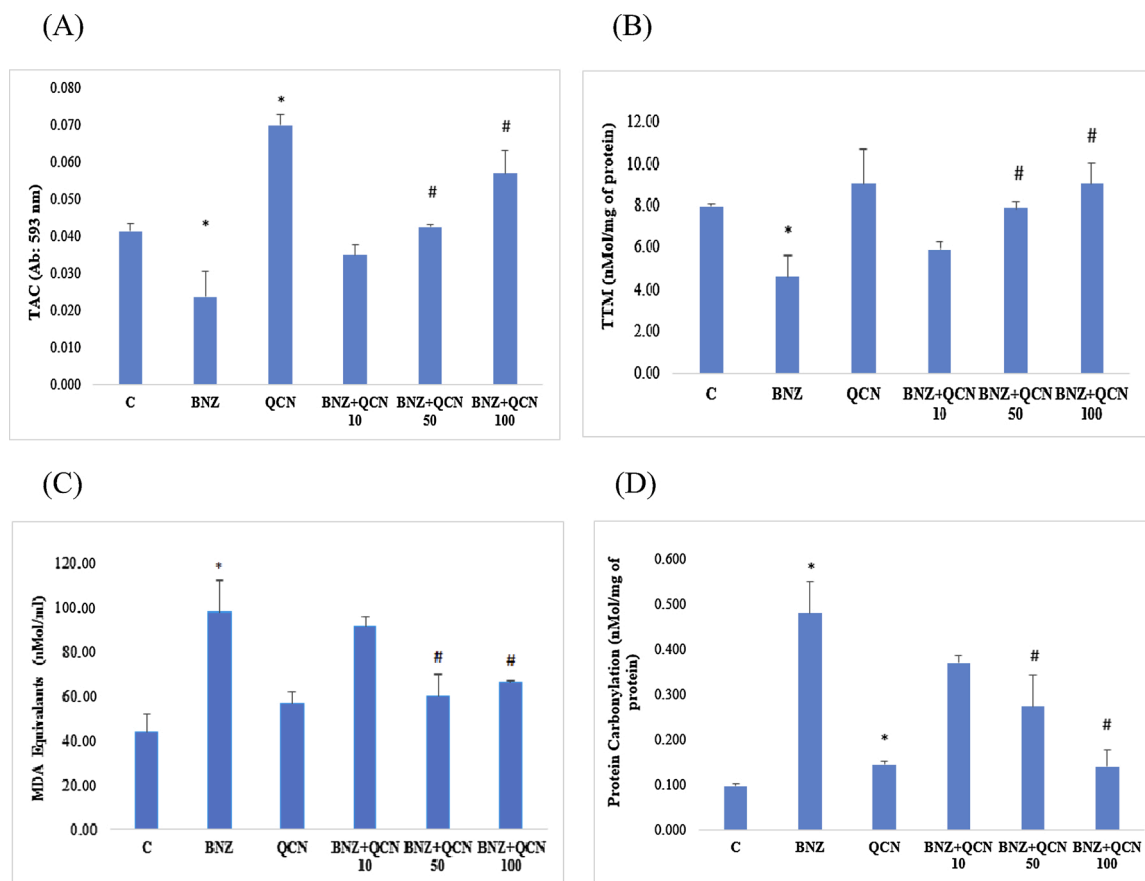 (A)
TAC (Ab: 593 nm)
0.080
0.070
0.060
0.050
0.040
0.030
0.020
0.010
0.000
*
*
#
#
C BNZ QCN BNZ+QCN BNZ+QCN BNZ+QCN
10 50 100
(B)
TTM (nMol/mg of protein)
12.00
10.00
8.00
6.00
4.00
2.00
0.00
*
#
#
C BNZ QCN BNZ+QCN BNZ+QCN BNZ+QCN
10 50 100
(C)
MDA Equivalants (nMol/ml)
120.00
100.00
80.00
60.00
40.00
20.00
0.00
*
#
#
C BNZ QCN BNZ+QCN BNZ+QCN BNZ+QCN
10 50 100
(D)
Protein Carbonylation (nMol/mg of
protein)
0.600
0.500
0.400
0.300
0.200
0.100
0.000
*
*
#
#
C BNZ QCN BNZ+QCN BNZ+QCN BNZ+QCN
10 50 100